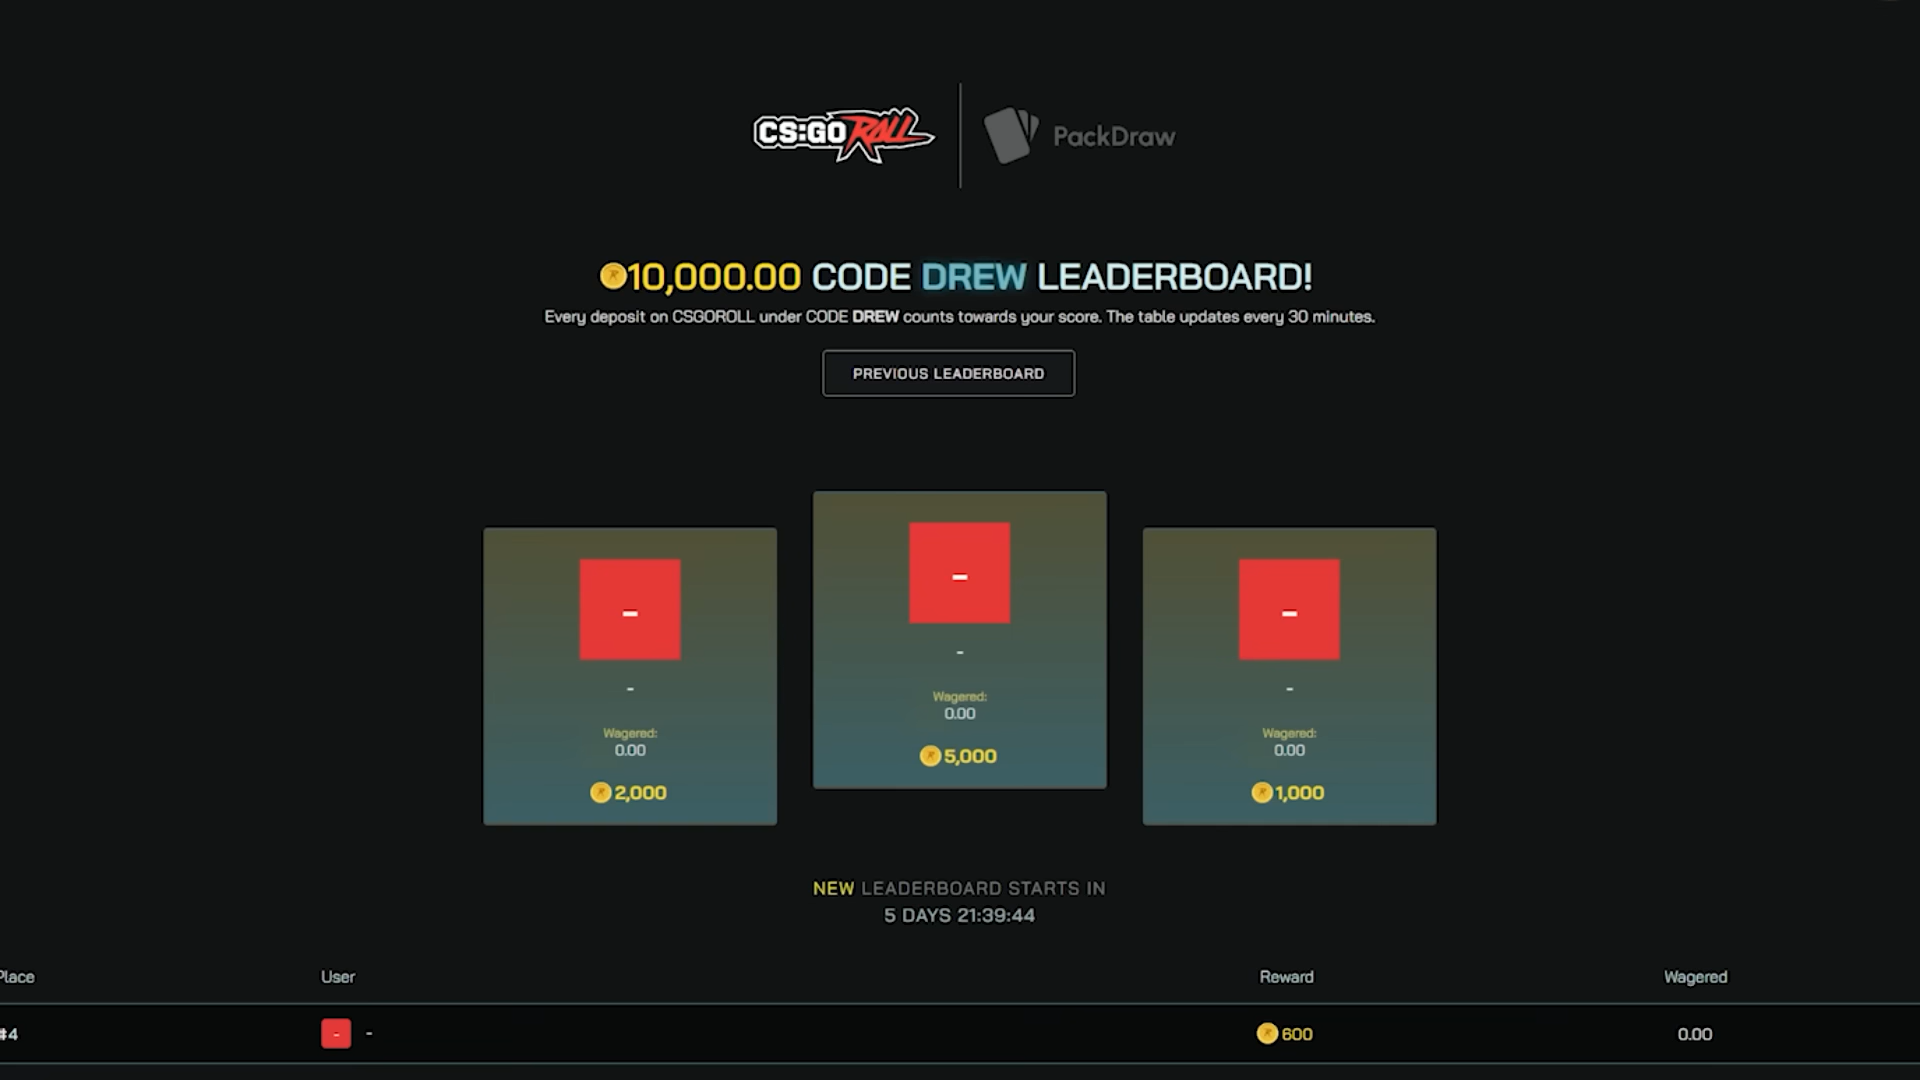 CS:GO ROLL
PackDraw
10,000.00 CODE DREW LEADERBOARD!
Every deposit on CSGOROLL under CODE DREW counts towards your score. The table updates every 30 minutes.
PREVIOUS LEADERBOARD
-
-
Wagered:
0.00
2,000
-
-
Wagered:
0.00
5,000
-
-
Wagered:
0.00
1,000
NEW LEADERBOARD STARTS IN
5 DAYS 21:39:44
Place User Reward Wagered
#4 - - 600 0.00